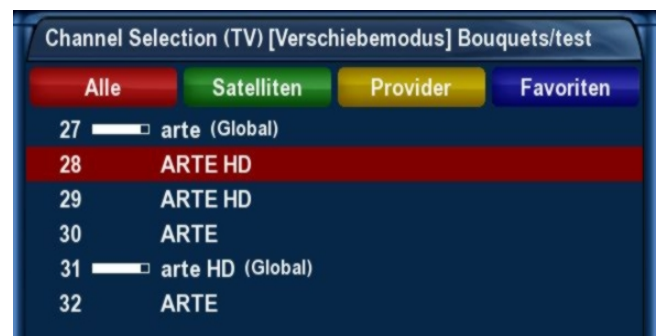 Channel Selection (TV) [Verschiebemodus] Bouquets/test
Alle Satelliten Provider Favoriten
27 arte (Global)
28 ARTE HD
29 ARTE HD
30 ARTE
31 arte HD (Global)
32 ARTE